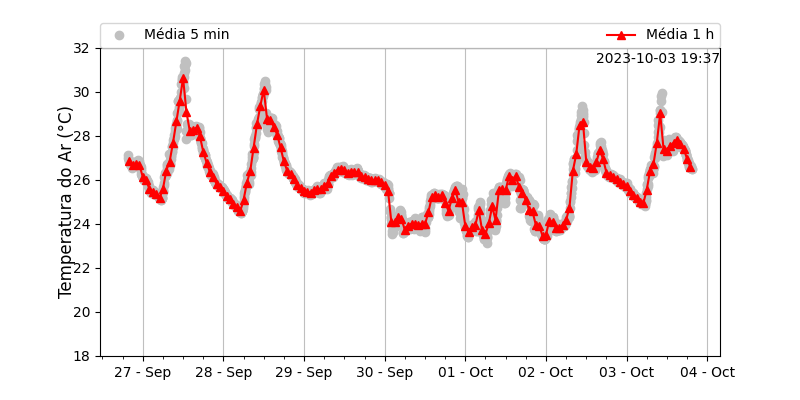 Média 5 min
Média 1 h
2023-10-03 19:37
Temperatura do Ar (°C)
32
30
28
26
24
22
20
18
27 - Sep
28 - Sep
29 - Sep
30 - Sep
01 - Oct
02 - Oct
03 - Oct
04 - Oct